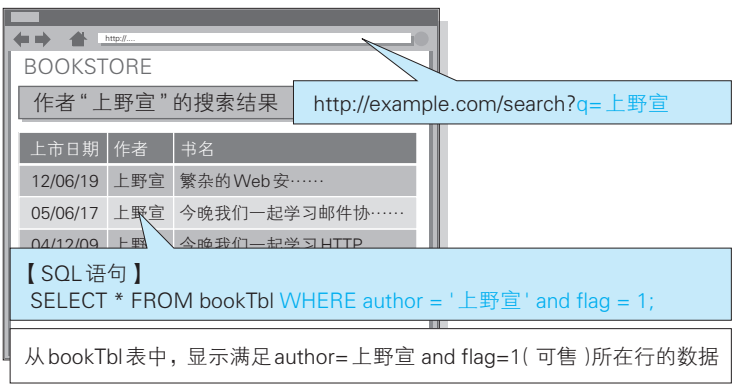 http://....
BOOKSTORE
作者“上野宣”的搜索结果
http://example.com/search?q=上野宣
上市日期 作者 书名
12/06/19 上野宣 繁杂的Web安……
05/06/17 上野宣 今晚我们一起学习邮件协……
04/12/09 上野 今晚我们一起学习HTTP
【SQL语句】
SELECT * FROM bookTbl WHERE author = '上野宣' and flag = 1;
从bookTbl表中，显示满足author=上野宣 and flag=1( 可售 )所在行的数据